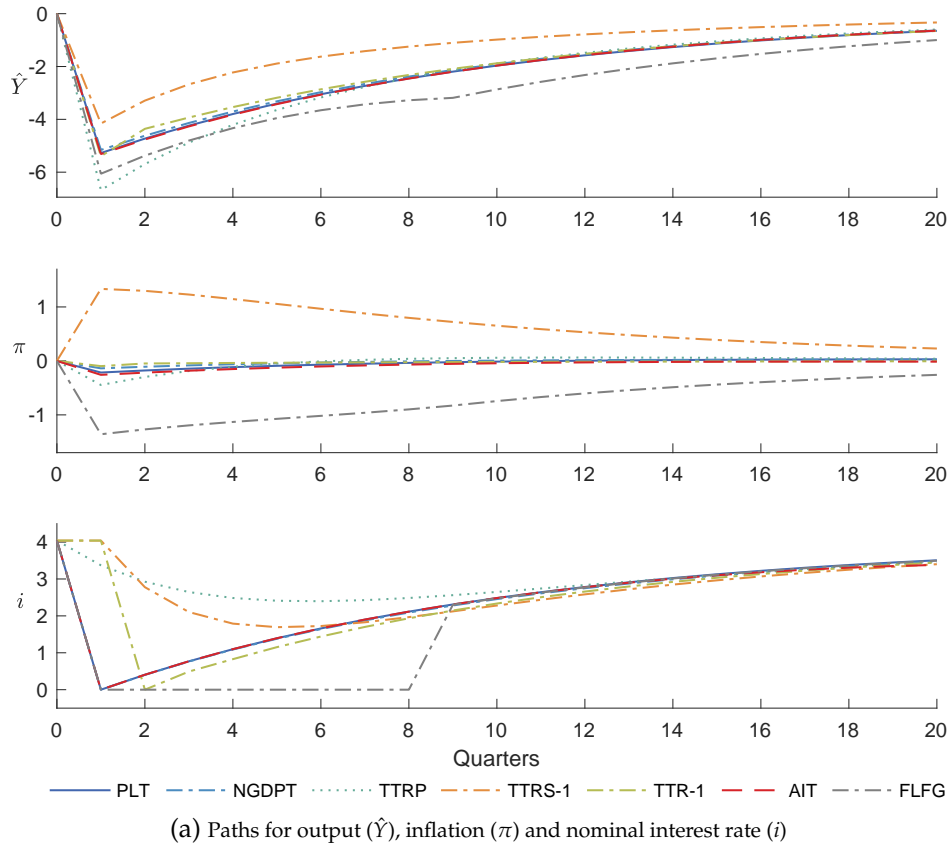 0
-2
-4
-6
Ŷ
0 2 4 6 8 10 12 14 16 18 20
1
0
-1
π
0 2 4 6 8 10 12 14 16 18 20
4
3
2
1
0
i
0 2 4 6 8 10 12 14 16 18 20
Quarters
PLT NGDPT TTRP TTRS-1 TTR-1 AIT FLFG
(a) Paths for output (Ŷ), inflation (π) and nominal interest rate (i)